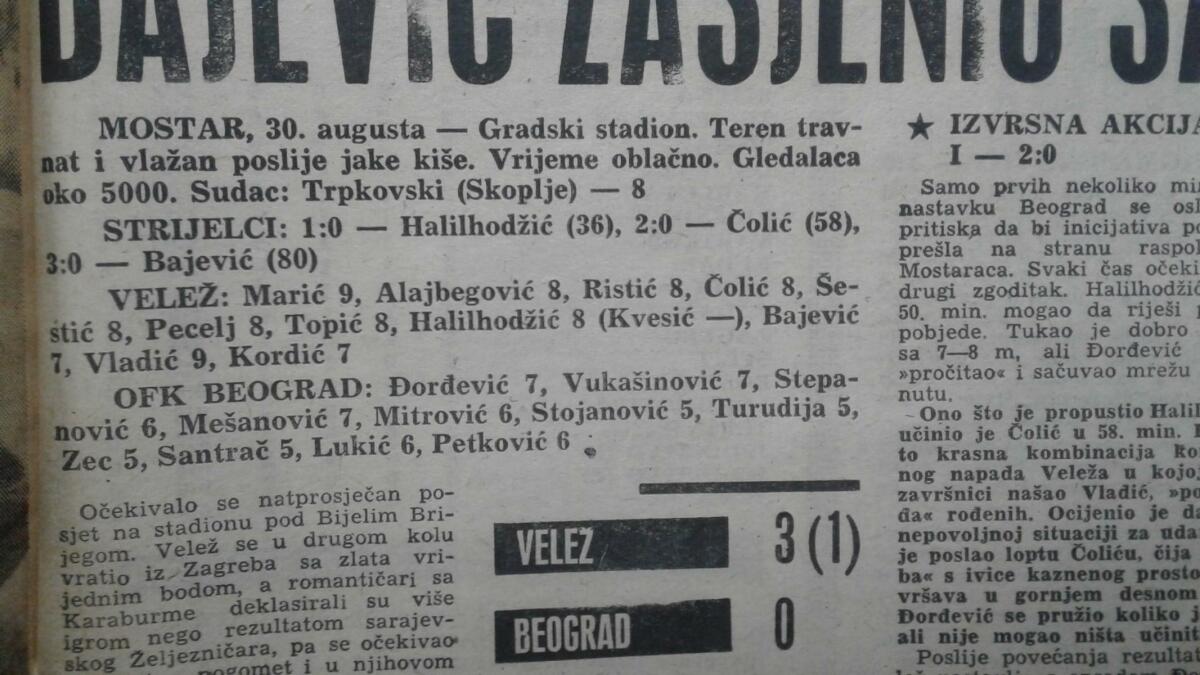 BAJEVIĆ ZASJENIO
MOSTAR, 30. augusta — Gradski stadion. Teren trav-
nat i vlažan poslije jake kiše. Vrijeme oblačno. Gledalaca
oko 5000. Sudac: Trpkovski (Skoplje) — 8
STRIJELCI: 1:0 — Halilhodžić (36), 2:0 — Čolić (58),
3:0 — Bajević (80)
VELEŽ: Marić 9, Alajbegović 8, Ristić 8, Čolić 8, Še-
stić 8, Pecelj 8, Topić 8, Halilhodžić 8 (Kvesić —), Bajević
7, Vladić 9, Kordić 7
OFK BEOGRAD: Đorđević 7, Vukašinović 7, Stepa-
nović 6, Mešanović 7, Mitrović 6, Stojanović 5, Turudija 5,
Zec 5, Santrač 5, Lukić 6, Petković 6
Očekivalo se natprosječan po-
sjet na stadionu pod Bijelim Bri-
jegom. Velež se u drugom kolu
vratio iz Zagreba sa zlata vri-
jednim bodom, a romantičari sa
Karaburme deklasirali su više
igrom nego rezultatom sarajev-
skog Željezničara, pa se očekivao
pogomet i u njihovom
VELEŽ 3 (1)
BEOGRAD 0
★ IZVRSNA AKCIJA
I — 2:0
Samo prvih nekoliko
nastavku Beograd se
pritiska da bi inicijativa
prešla na stranu
Mostaraca. Svaki čas
drugi zgoditak. Halilhodžić
50. min. mogao da riješi
pobjede. Tukao je dobro
sa 7—8 m, ali Đorđević
»pročitao« i sačuvao mrežu
nutu.
Ono što je propustio
učinio je Čolić u 58. min.
to krasna kombinacija
nog napada Veleža u kojoj
završnici našao Vladić,
đa« rođenih. Ocijenio je
nepovoljnoj situaciji za
je poslao loptu Čoliću, čija
ba« s ivice kaznenog
vršava u gornjem desnom
Đorđević se pružio koliko
ali nije mogao ništa
Poslije povećanja